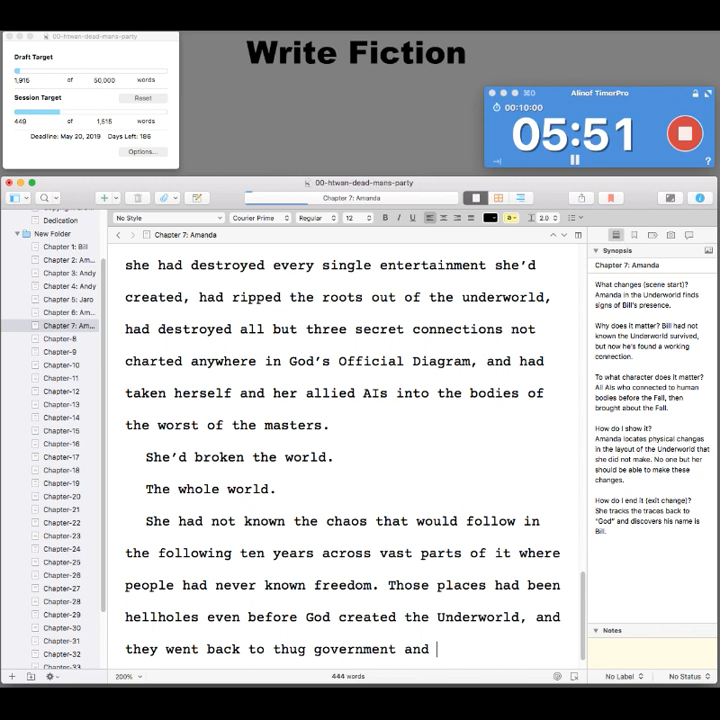 00-htwan-dead-mans-party
Draft Target
1,915 of 50,000 words
Session Target Reset
449 of 1,515 words
Deadline: May 20, 2019 Days Left: 186
Options...
Write Fiction
⌘0 Alinof TimerPro
00:10:00
05:51
?
00-htwan-dead-mans-party
Chapter 7: Amanda
No Style Courier Prime Regular 12 B I U a 2.0
Dedication
New Folder
Chapter 1: Bill
Chapter 2: Am...
Chapter 3: Andy
Chapter 4: Andy
Chapter 5: Jaro
Chapter 6: Am...
Chapter 7: Am...
Chapter-8
Chapter-9
Chapter-10
Chapter-11
Chapter-12
Chapter-13
Chapter-14
Chapter-15
Chapter-16
Chapter-17
Chapter-18
Chapter-19
Chapter-20
Chapter-21
Chapter-22
Chapter-23
Chapter-24
Chapter-25
Chapter-26
Chapter-27
Chapter-28
Chapter-29
Chapter-30
Chapter-31
Chapter-32
Chapter-33
Chapter 7: Amanda
she had destroyed every single entertainment she'd
created, had ripped the roots out of the underworld,
had destroyed all but three secret connections not
charted anywhere in God's Official Diagram, and had
taken herself and her allied AIs into the bodies of
the worst of the masters.
She'd broken the world.
The whole world.
She had not known the chaos that would follow in
the following ten years across vast parts of it where
people had never known freedom. Those places had been
hellholes even before God created the Underworld, and
they went back to thug government and
200% 444 words
Synopsis
Chapter 7: Amanda
What changes (scene start)?
Amanda in the Underworld finds
signs of Bill's presence.
Why does it matter? Bill had not
known the Underworld survived,
but now he's found a working
connection.
To what character does it matter?
All AIs who connected to human
bodies before the Fall, then
brought about the Fall.
How do I show it?
Amanda locates physical changes
in the layout of the Underworld that
she did not make. No one but her
should be able to make these
changes.
How do I end it (exit change)?
She tracks the traces back to
"God" and discovers his name is
Bill.
Notes
No Label No Status